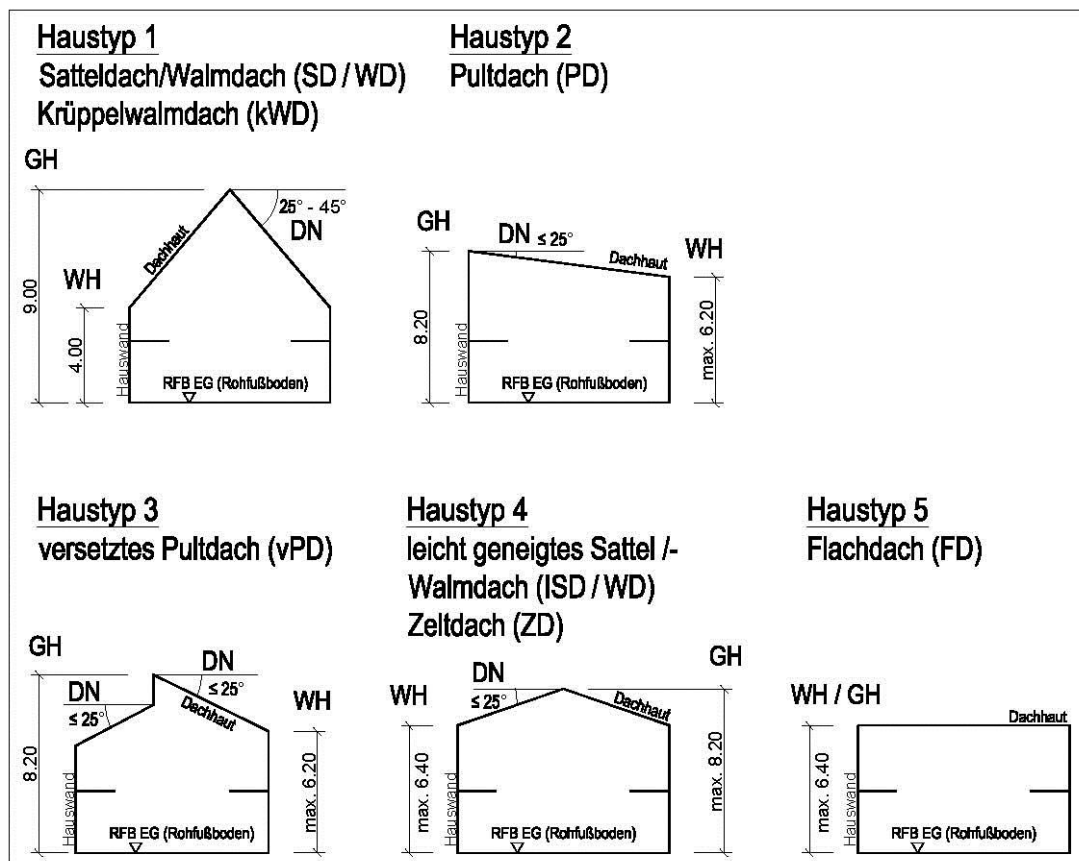 Haustyp 1
Satteldach/Walmdach (SD / WD)
Krüppelwalmdach (kWD)
GH
9.00
WH
4.00
Dachhaut
25° - 45°
DN
Hauswand
RFB EG (Rohfußboden)
Haustyp 2
Pultdach (PD)
GH
8.20
DN ≤ 25°
Dachhaut
WH
max. 6.20
Hauswand
RFB EG (Rohfußboden)
Haustyp 3
versetztes Pultdach (vPD)
GH
8.20
DN
≤ 25°
DN
≤ 25°
Dachhaut
WH
max. 6.20
Hauswand
RFB EG (Rohfußboden)
Haustyp 4
leicht geneigtes Sattel /-
Walmdach (lSD / WD)
Zeltdach (ZD)
DN
≤ 25°
WH
max. 6.40
Dachhaut
GH
max. 8.20
Hauswand
RFB EG (Rohfußboden)
Haustyp 5
Flachdach (FD)
WH / GH
max. 6.40
Dachhaut
Hauswand
RFB EG (Rohfußboden)